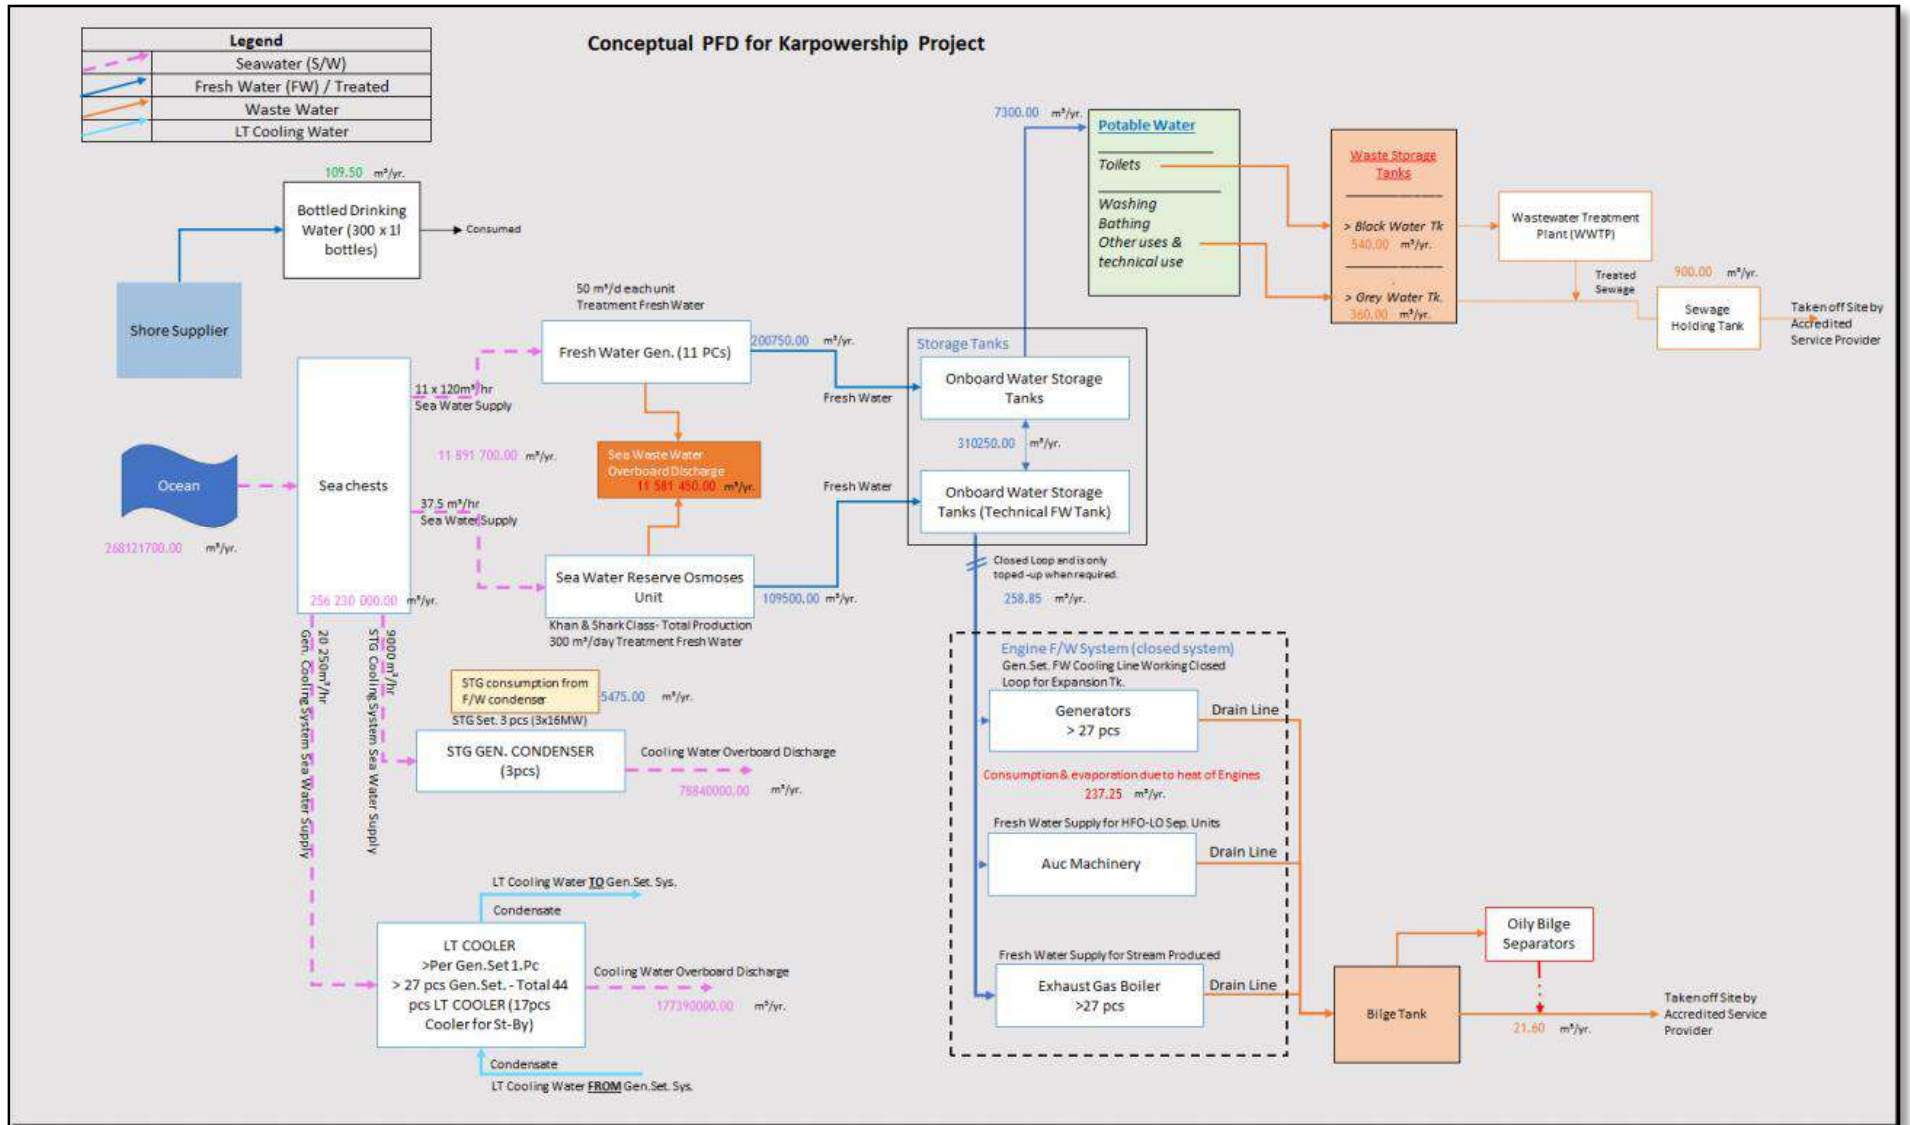 Conceptual PFD for Karpowership Project
Legend
Seawater (S/W)
Fresh Water (FW) / Treated
Waste Water
LT Cooling Water
109.50 m³/yr.
Bottled Drinking
Water (300 x 1l
bottles)
Consumed
Shore Supplier
Ocean
268121700.00 m³/yr.
Sea chests
256 230 000.00 m³/yr.
11 x 120m³/hr
Sea Water Supply
11 891 700.00 m³/yr.
37.5 m³/hr
Sea Water Supply
50 m³/d each unit
Treatment Fresh Water
Fresh Water Gen. (11 PCs)
200750.00 m³/yr.
Fresh Water
Sea Waste Water
Overboard Discharge
11 581 450.00 m³/yr.
Sea Water Reserve Osmoses
Unit
109500.00 m³/yr.
Fresh Water
Khan & Shark Class- Total Production
300 m³/day Treatment Fresh Water
Storage Tanks
Onboard Water Storage
Tanks
310250.00 m³/yr.
Onboard Water Storage
Tanks (Technical FW Tank)
7300.00 m³/yr.
Potable Water
Toilets
Washing
Bathing
Other uses &
technical use
Waste Storage
Tanks
> Black Water Tk
540.00 m³/yr.
> Grey Water Tk.
360.00 m³/yr.
Wastewater Treatment
Plant (WWTP)
Treated
Sewage
900.00 m³/yr.
Sewage
Holding Tank
Taken off Site by
Accredited
Service Provider
Closed Loop and is only
toped -up when required.
258.85 m³/yr.
20 250m³/hr
Gen. Cooling System Sea Water Supply
9000 m³/hr
STG Cooling System Sea Water Supply
STG consumption from
F/W condenser
5475.00 m³/yr.
STG Set. 3 pcs (3x16MW)
STG GEN. CONDENSER
(3pcs)
Cooling Water Overboard Discharge
78840000.00 m³/yr.
LT Cooling Water TO Gen.Set. Sys.
Condensate
LT COOLER
>Per Gen.Set 1.Pc
> 27 pcs Gen.Set. - Total 44
pcs LT COOLER (17pcs
Cooler for St-By)
Cooling Water Overboard Discharge
177390000.00 m³/yr.
Condensate
LT Cooling Water FROM Gen.Set. Sys.
Engine F/W System (closed system)
Gen.Set. FW Cooling Line Working Closed
Loop for Expansion Tk.
Generators
> 27 pcs
Drain Line
Consumption & evaporation due to heat of Engines
237.25 m³/yr.
Fresh Water Supply for HFO-LO Sep. Units
Auc Machinery
Drain Line
Fresh Water Supply for Stream Produced
Exhaust Gas Boiler
>27 pcs
Drain Line
Bilge Tank
Oily Bilge
Separators
21.60 m³/yr.
Taken off Site by
Accredited Service
Provider